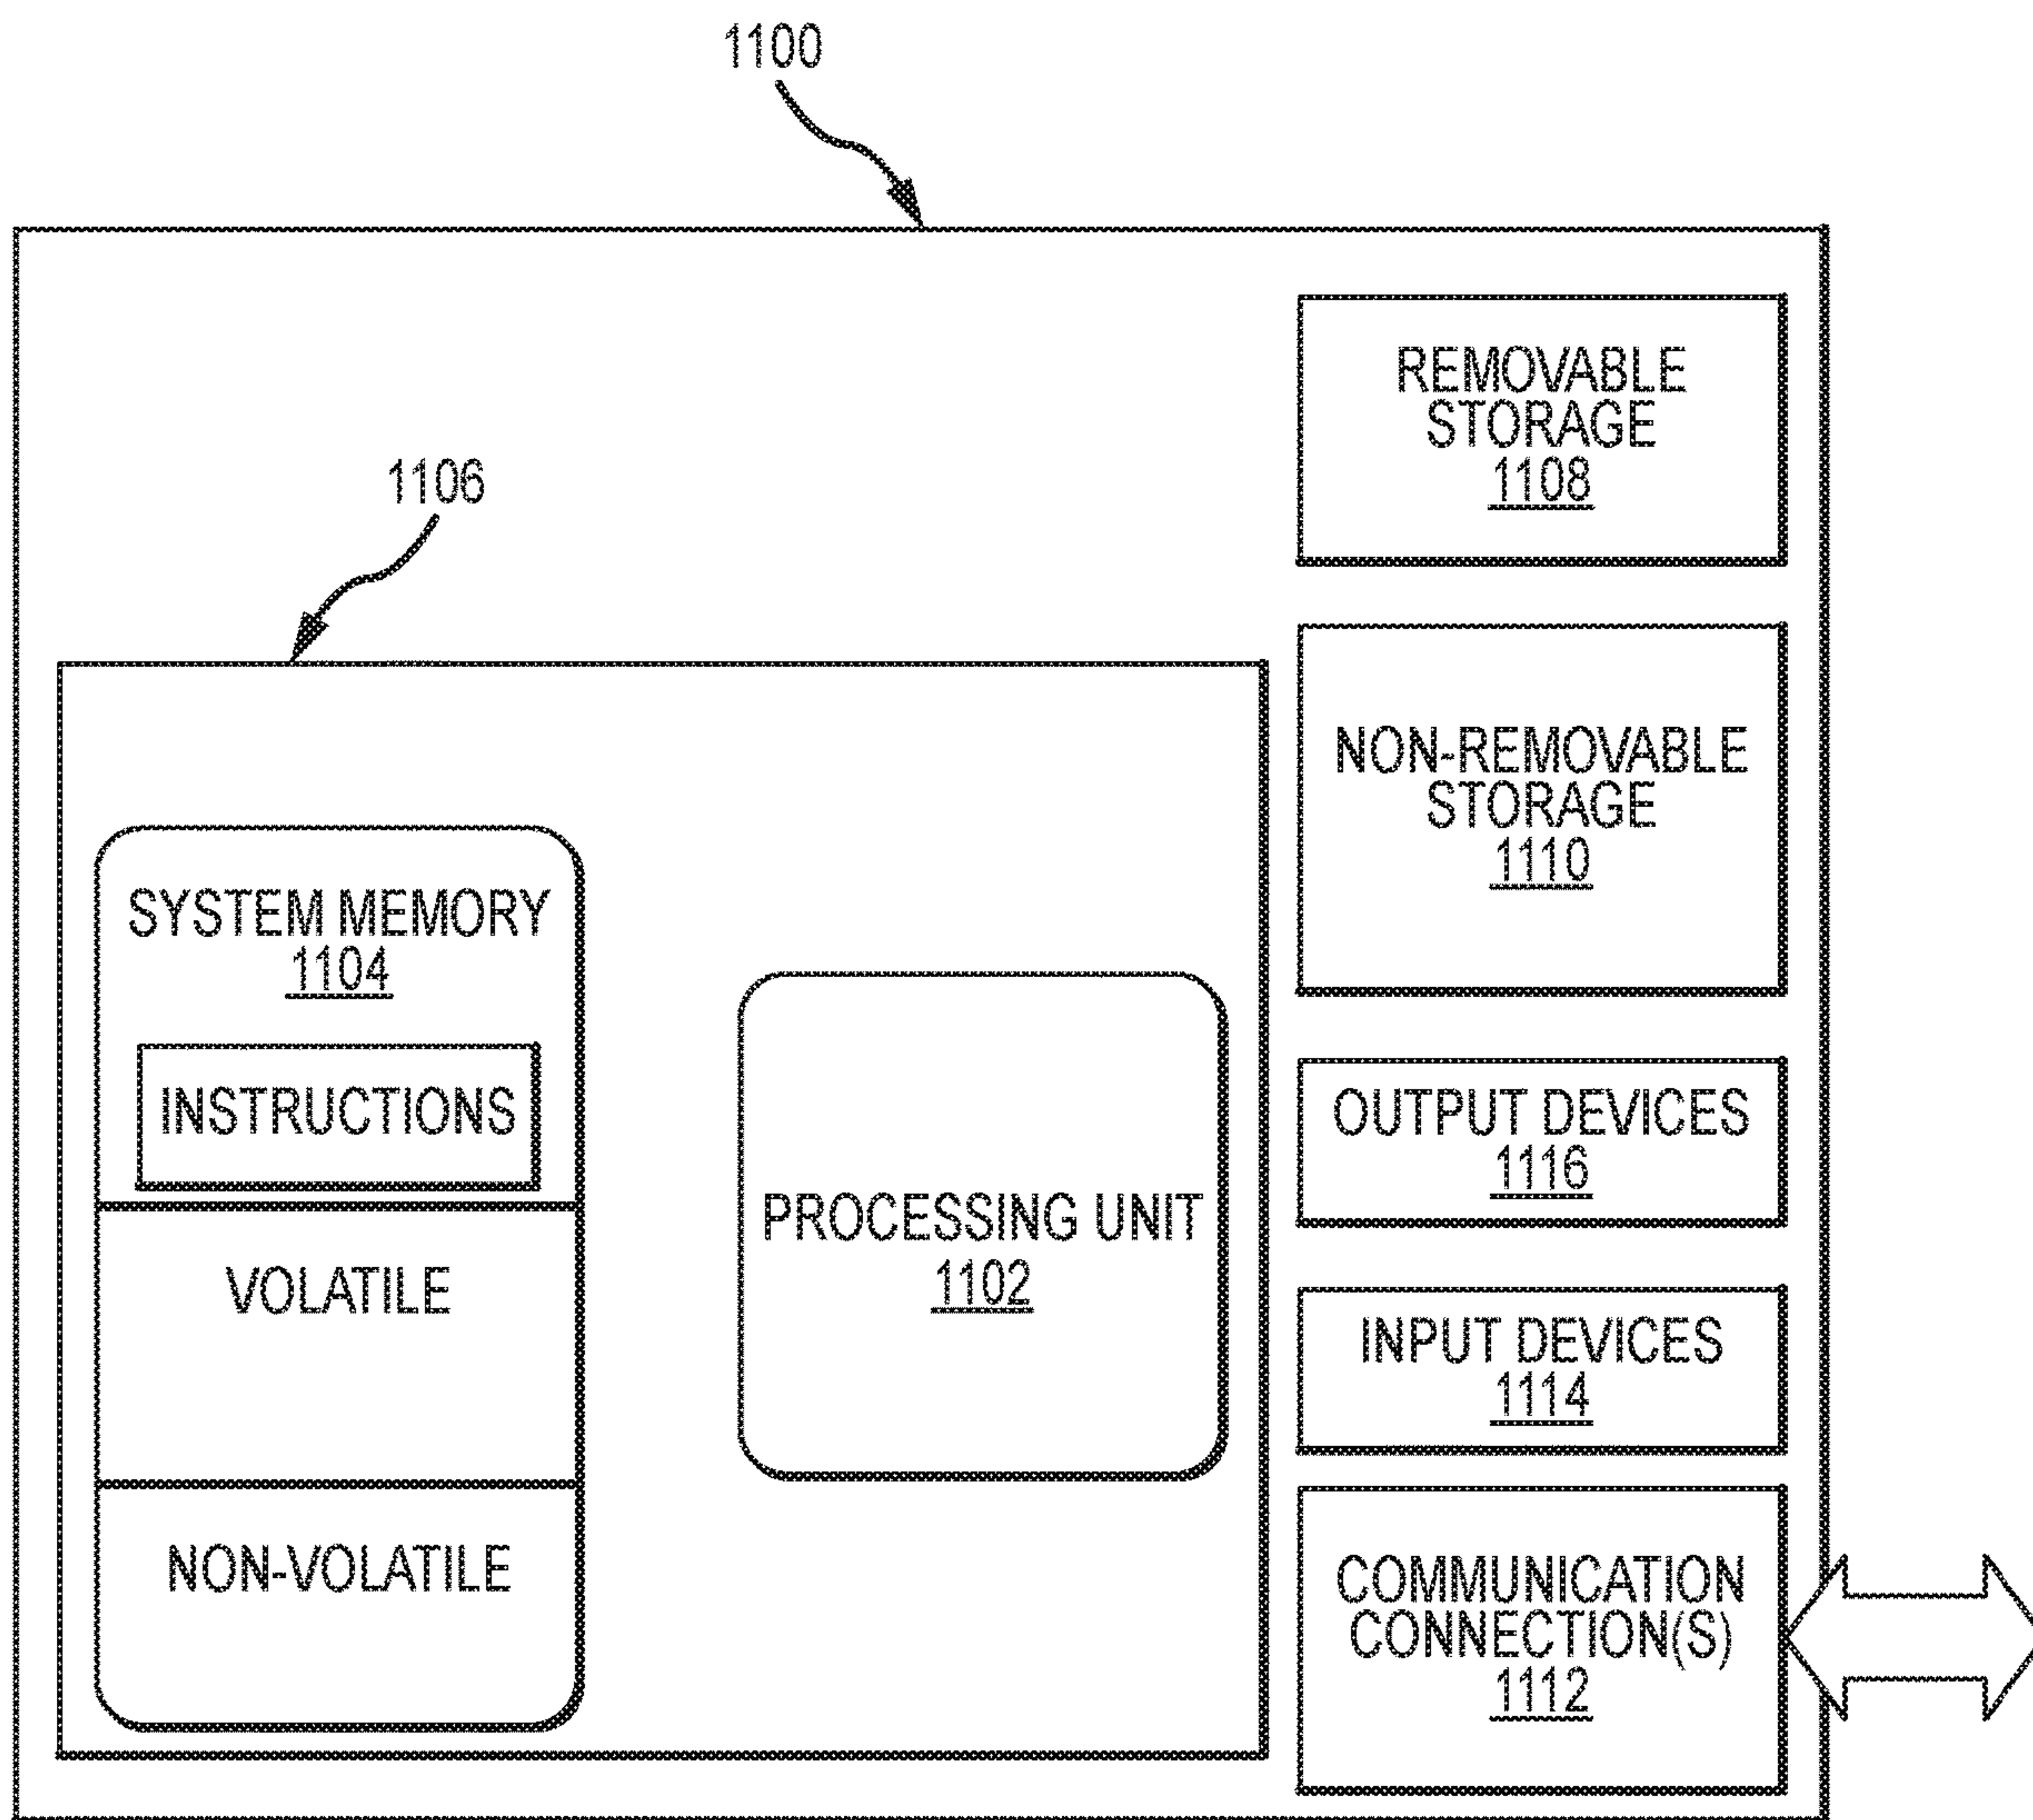 1100
1106
REMOVABLE
STORAGE
1108
NON-REMOVABLE
STORAGE
1110
SYSTEM MEMORY
1104
INSTRUCTIONS
VOLATILE
NON-VOLATILE
PROCESSING UNIT
1102
OUTPUT DEVICES
1116
INPUT DEVICES
1114
COMMUNICATION
CONNECTION(S)
1112